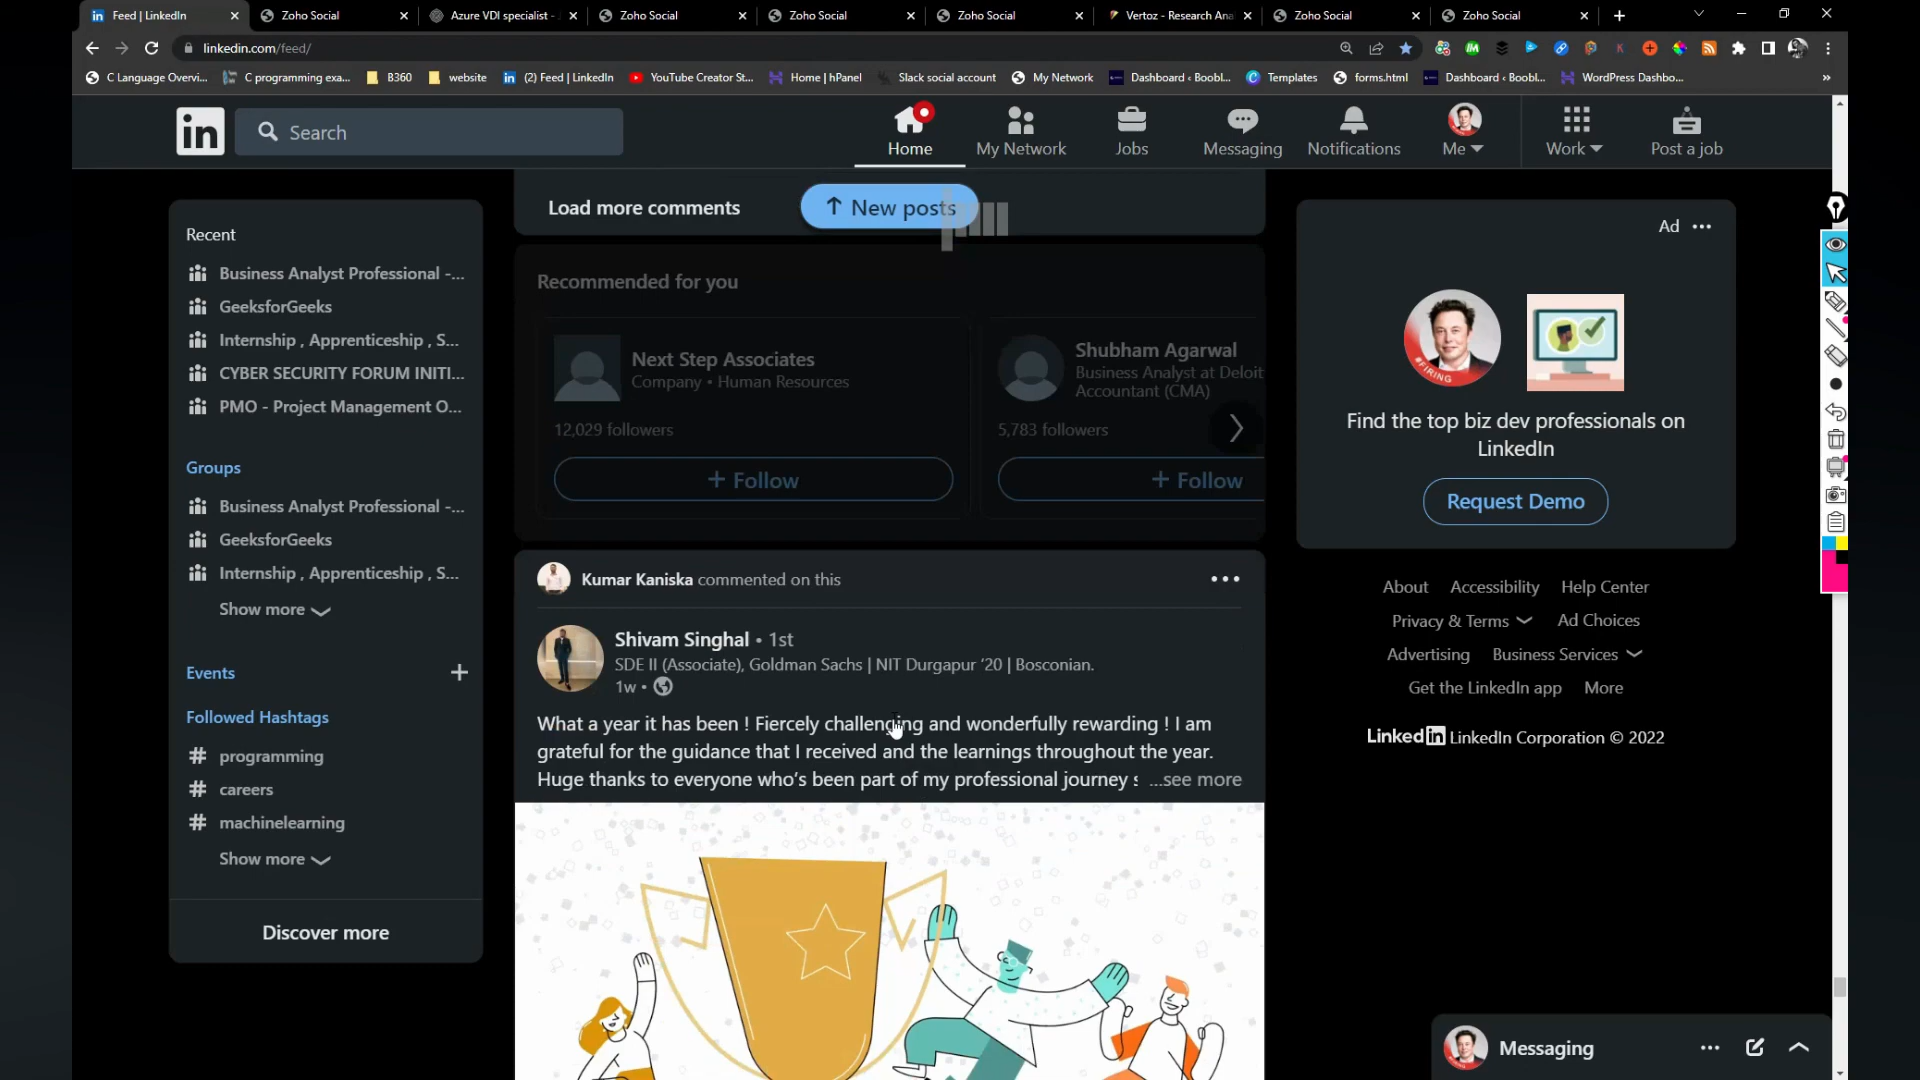 Feed | LinkedIn
Zoho Social
Azure VDI specialist -
Zoho Social
Zoho Social
Zoho Social
Vertoz - Research Ana
Zoho Social
Zoho Social
linkedin.com/feed/
C Language Overvi...
C programming exa...
B360
website
(2) Feed | LinkedIn
YouTube Creator St...
Home | hPanel
Slack social account
My Network
Dashboard ‹ Boobl...
Templates
forms.html
Dashboard ‹ Boobl...
WordPress Dashbo...
in
Search
Home
My Network
Jobs
Messaging
Notifications
Me
Work
Post a job
Recent
Business Analyst Professional -...
GeeksforGeeks
Internship , Apprenticeship , S...
CYBER SECURITY FORUM INITI...
PMO - Project Management O...
Groups
Business Analyst Professional -...
GeeksforGeeks
Internship , Apprenticeship , S...
Show more
Events
Followed Hashtags
# programming
# careers
# machinelearning
Show more
Discover more
Load more comments
New posts
Recommended for you
Next Step Associates
Company • Human Resources
12,029 followers
+ Follow
Shubham Agarwal
Business Analyst at Deloit
Accountant (CMA)
5,783 followers
+ Follow
Kumar Kaniska commented on this
Shivam Singhal • 1st
SDE II (Associate), Goldman Sachs | NIT Durgapur ‘20 | Bosconian.
1w •
What a year it has been ! Fiercely challenging and wonderfully rewarding ! I am
grateful for the guidance that I received and the learnings throughout the year.
Huge thanks to everyone who’s been part of my professional journey s ...see more
Ad
#FIRING
Find the top biz dev professionals on
LinkedIn
Request Demo
About Accessibility Help Center
Privacy & Terms Ad Choices
Advertising Business Services
Get the LinkedIn app More
LinkedIn LinkedIn Corporation © 2022
Messaging